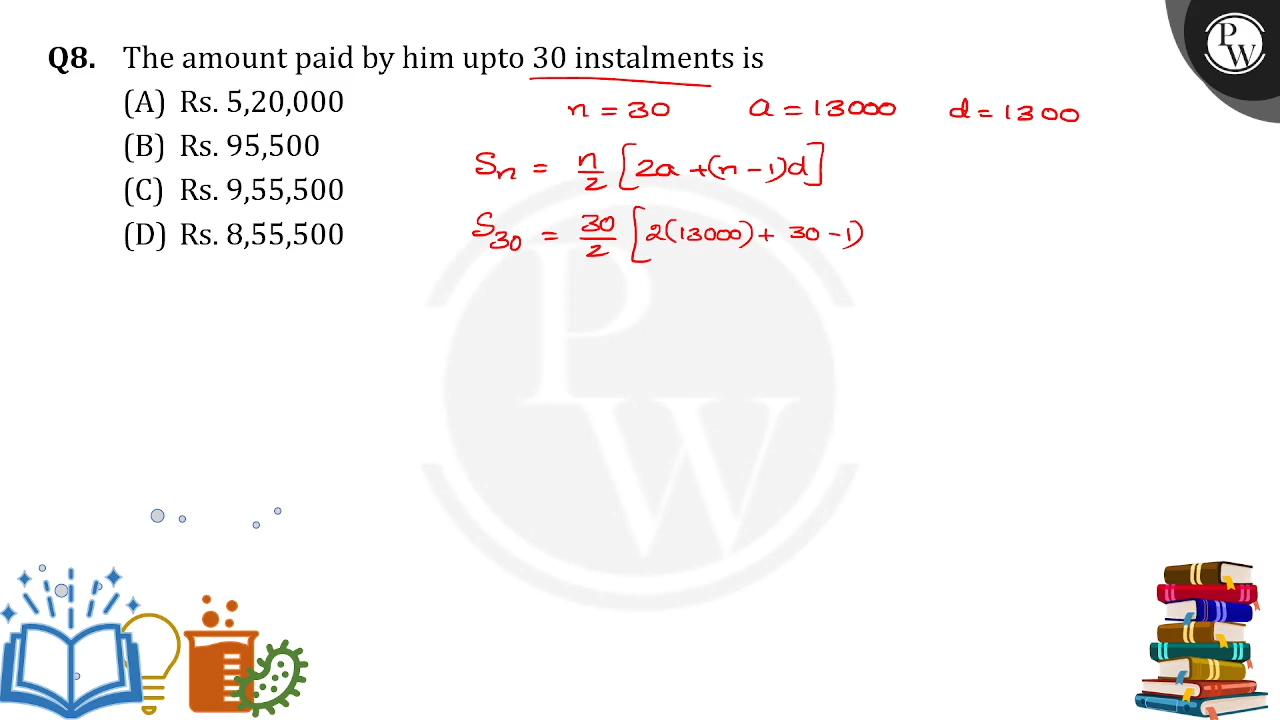 Q8. The amount paid by him upto 30 instalments is
(A) Rs. 5,20,000
n = 30 a = 13000 d = 1300
(B) Rs. 95,500
Sn = n/2 [2a + (n - 1)d]
(C) Rs. 9,55,500
(D) Rs. 8,55,500
S30 = 30/2 [2(13000) + 30 - 1)
P W
P W